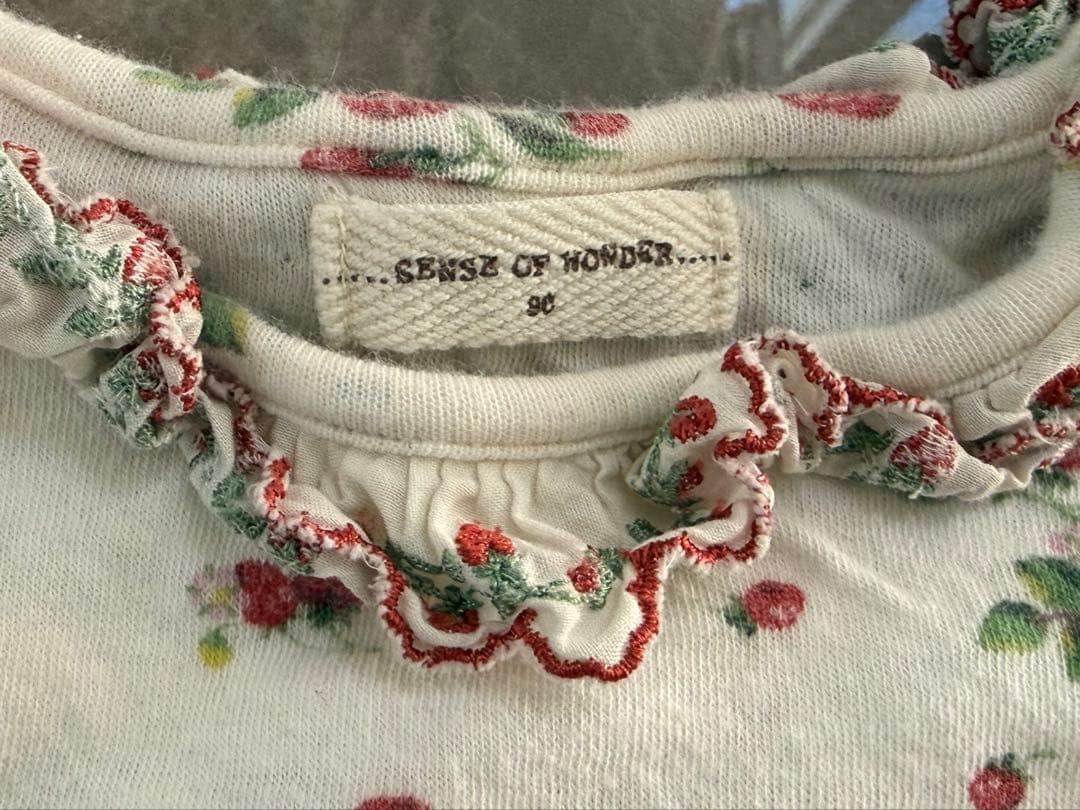 .....SENSE OF WONDER.....
90